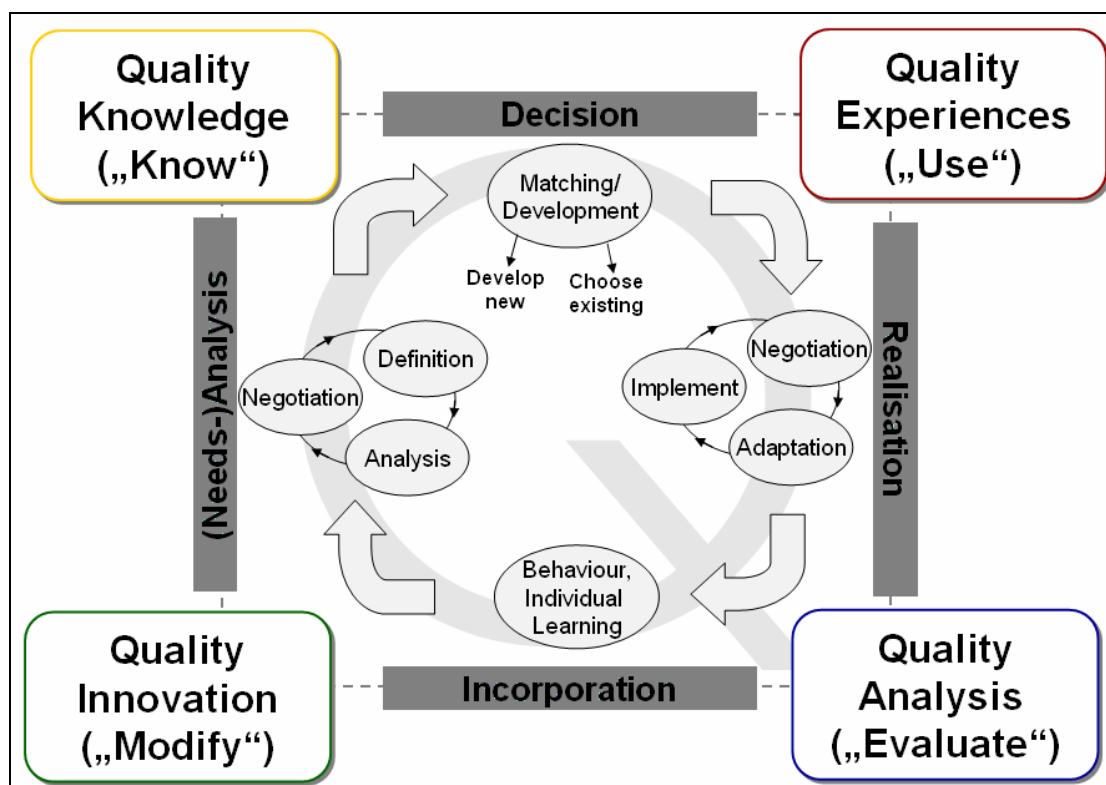 Quality
Knowledge
(„Know“)
Decision
Quality
Experiences
(„Use“)
Matching/
Development
Develop
new
Choose
existing
(Needs-)Analysis
Definition
Negotiation
Analysis
Negotiation
Implement
Adaptation
Realisation
Behaviour,
Individual
Learning
Quality
Innovation
(„Modify“)
Incorporation
Quality
Analysis
(„Evaluate“)